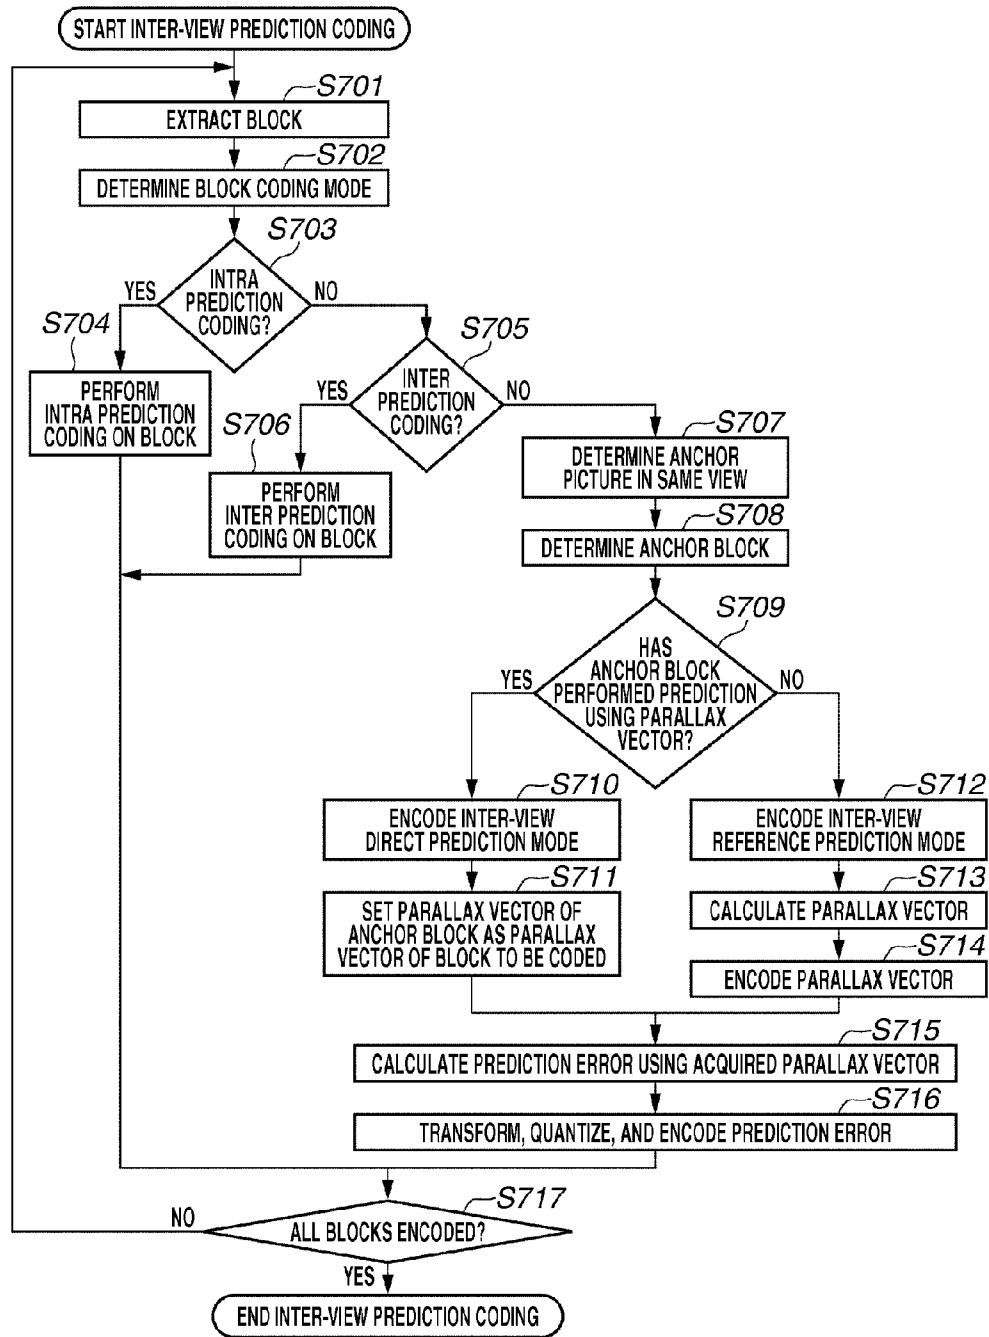 START INTER-VIEW PREDICTION CODING
S701
EXTRACT BLOCK
S702
DETERMINE BLOCK CODING MODE
S703
INTRA
PREDICTION
CODING?
YES
NO
S704
PERFORM
INTRA PREDICTION
CODING ON BLOCK
S705
INTER
PREDICTION
CODING?
YES
NO
S706
PERFORM
INTER PREDICTION
CODING ON BLOCK
S707
DETERMINE ANCHOR
PICTURE IN SAME VIEW
S708
DETERMINE ANCHOR BLOCK
S709
HAS
ANCHOR BLOCK
PERFORMED PREDICTION
USING PARALLAX
VECTOR?
YES
NO
S710
ENCODE INTER-VIEW
DIRECT PREDICTION MODE
S711
SET PARALLAX VECTOR OF
ANCHOR BLOCK AS PARALLAX
VECTOR OF BLOCK TO BE CODED
S712
ENCODE INTER-VIEW
REFERENCE PREDICTION MODE
S713
CALCULATE PARALLAX VECTOR
S714
ENCODE PARALLAX VECTOR
S715
CALCULATE PREDICTION ERROR USING ACQUIRED PARALLAX VECTOR
S716
TRANSFORM, QUANTIZE, AND ENCODE PREDICTION ERROR
S717
ALL BLOCKS ENCODED?
NO
YES
END INTER-VIEW PREDICTION CODING